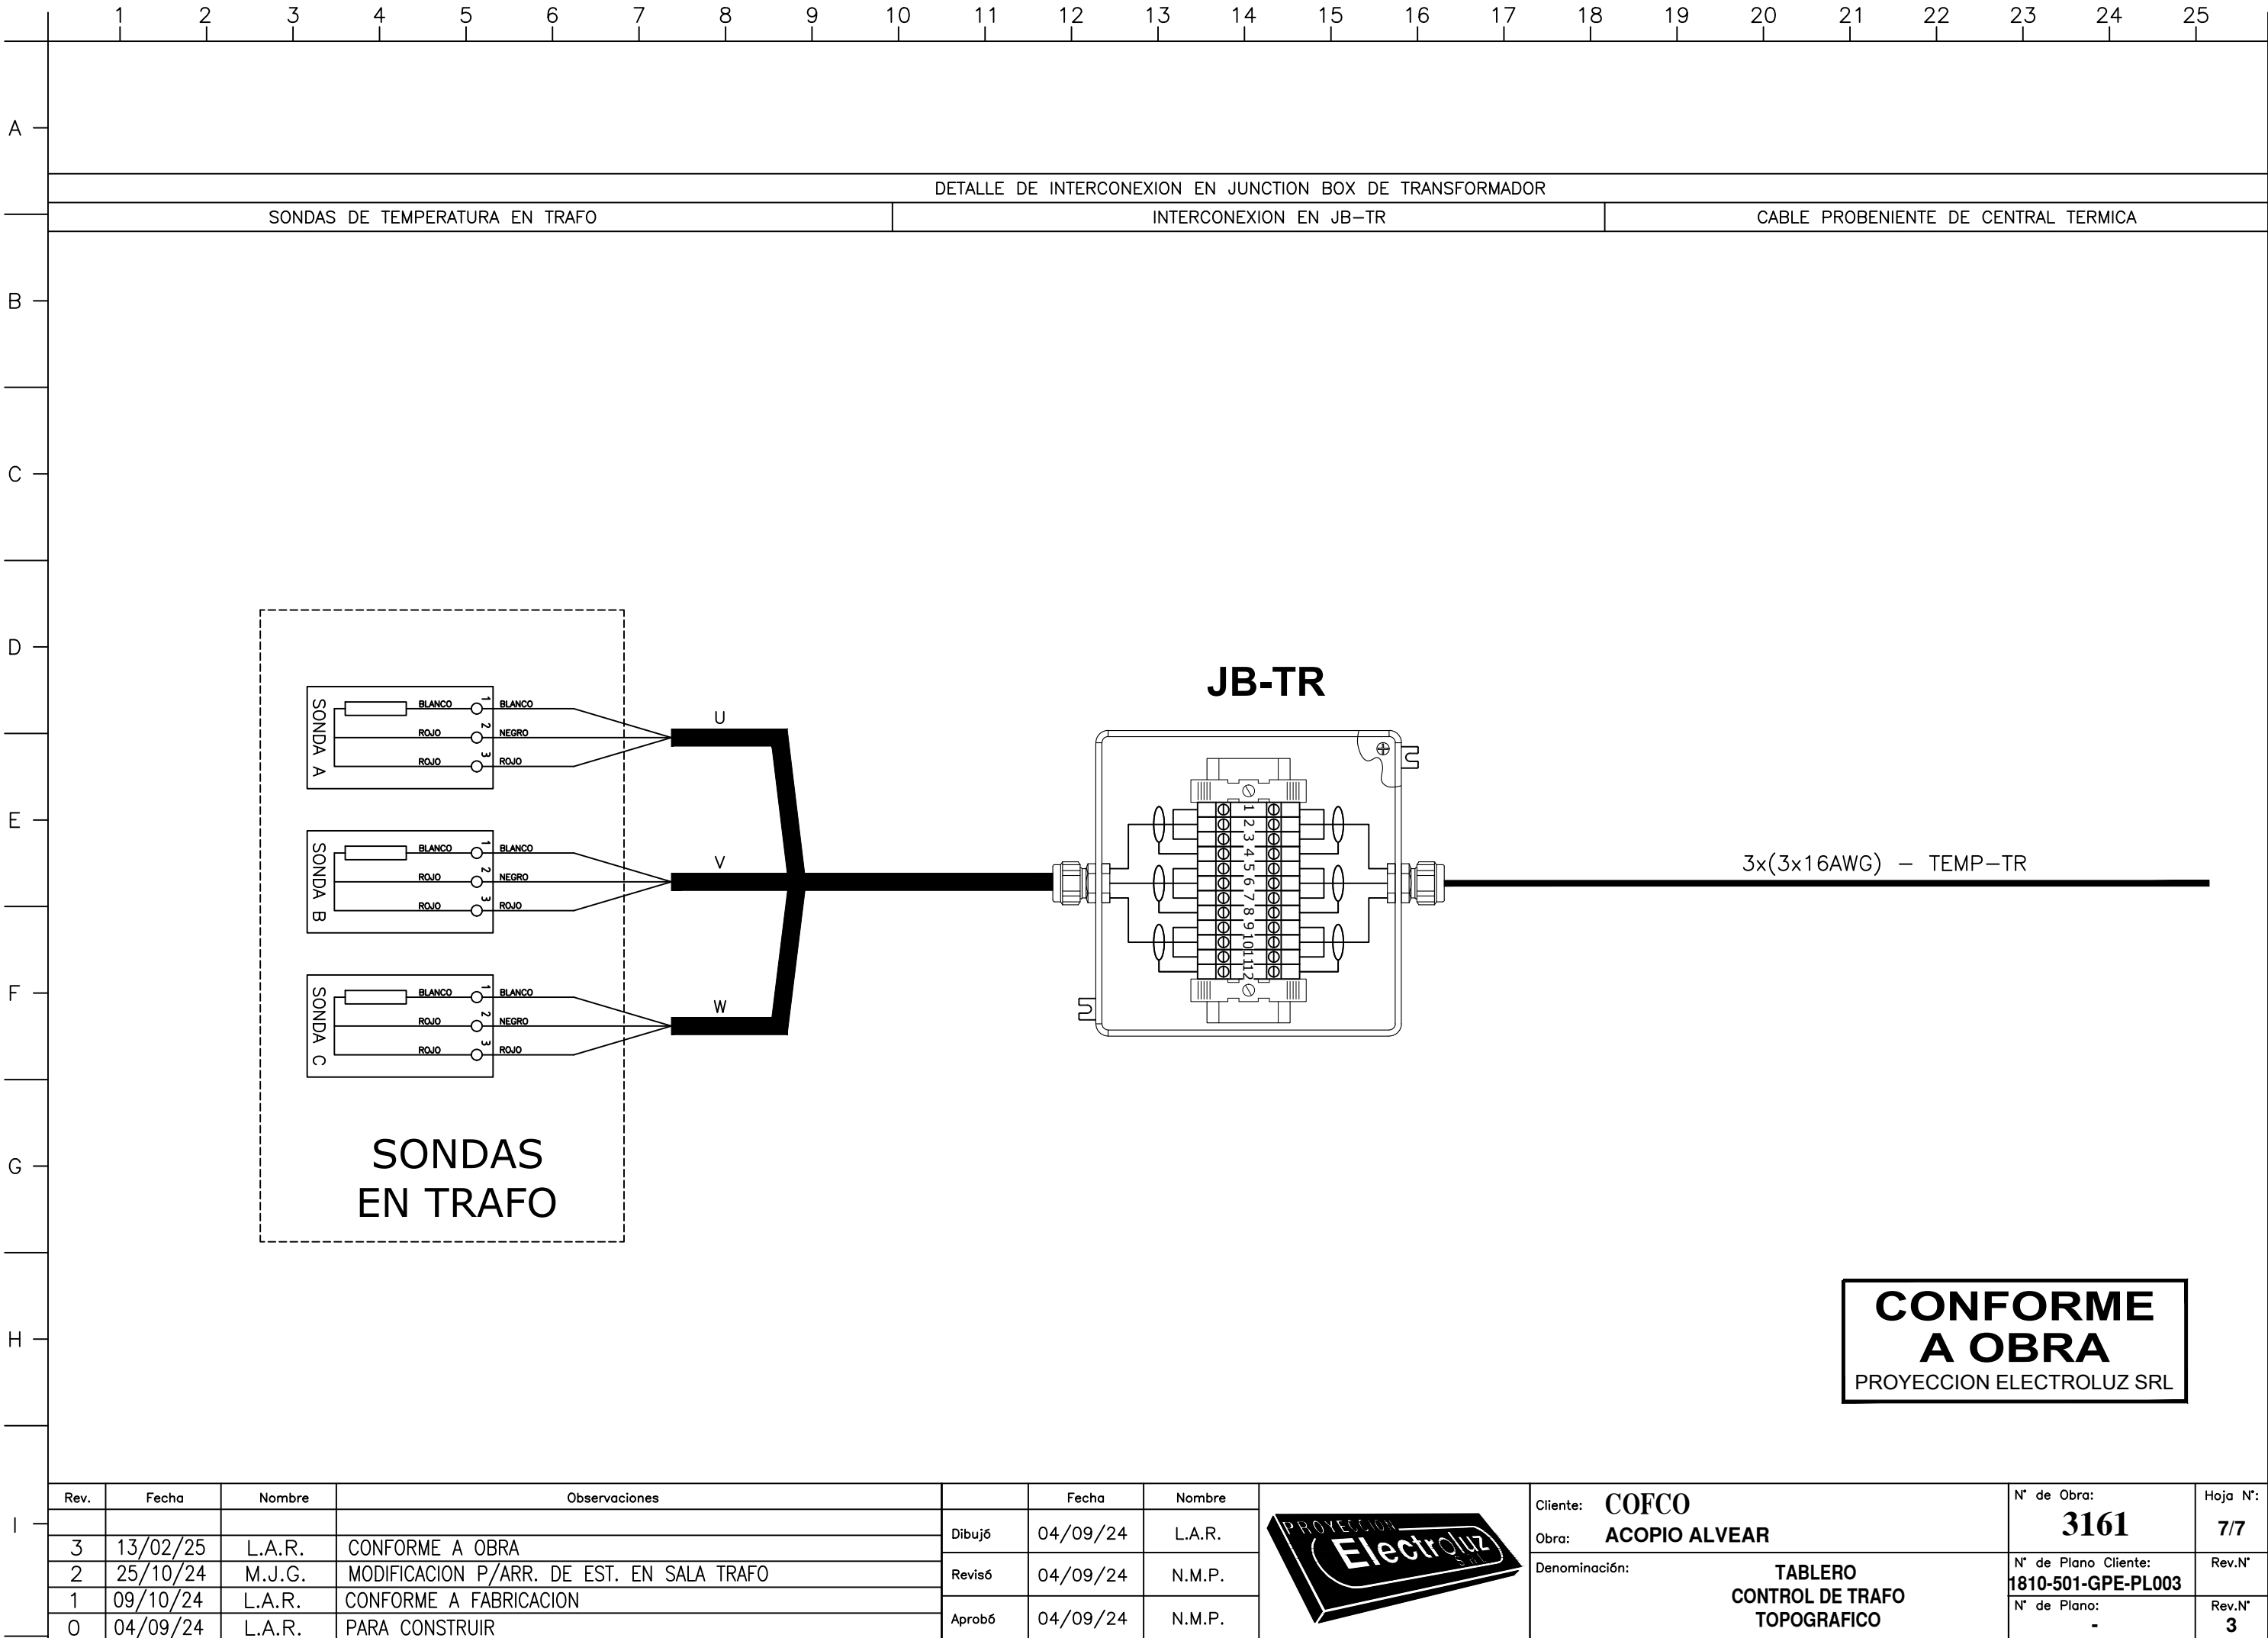 1 2 3 4 5 6 7 8 9 10 11 12 13 14 15 16 17 18 19 20 21 22 23 24 25
A
B
C
D
E
F
G
H
I
DETALLE DE INTERCONEXION EN JUNCTION BOX DE TRANSFORMADOR
SONDAS DE TEMPERATURA EN TRAFO
INTERCONEXION EN JB-TR
CABLE PROBENIENTE DE CENTRAL TERMICA
SONDA A
BLANCO 1 BLANCO
ROJO 2 NEGRO
ROJO 3 ROJO
U
SONDA B
BLANCO 1 BLANCO
ROJO 2 NEGRO
ROJO 3 ROJO
V
SONDA C
BLANCO 1 BLANCO
ROJO 2 NEGRO
ROJO 3 ROJO
W
SONDAS
EN TRAFO
JB-TR
1 2 3 4 5 6 7 8 9 10 11 12
3x(3x16AWG) - TEMP-TR
CONFORME
A OBRA
PROYECCION ELECTROLUZ SRL
Rev. Fecha Nombre Observaciones
3 13/02/25 L.A.R. CONFORME A OBRA
2 25/10/24 M.J.G. MODIFICACION P/ARR. DE EST. EN SALA TRAFO
1 09/10/24 L.A.R. CONFORME A FABRICACION
0 04/09/24 L.A.R. PARA CONSTRUIR
Fecha Nombre
Dibujó 04/09/24 L.A.R.
Revisó 04/09/24 N.M.P.
Aprobó 04/09/24 N.M.P.
PROYECCION
Electroluz
Cliente: COFCO
Obra: ACOPIO ALVEAR
Denominación:
TABLERO
CONTROL DE TRAFO
TOPOGRAFICO
N° de Obra:
3161
Hoja N°:
7/7
N° de Plano Cliente:
1810-501-GPE-PL003
Rev.N°
N° de Plano:
-
Rev.N°
3